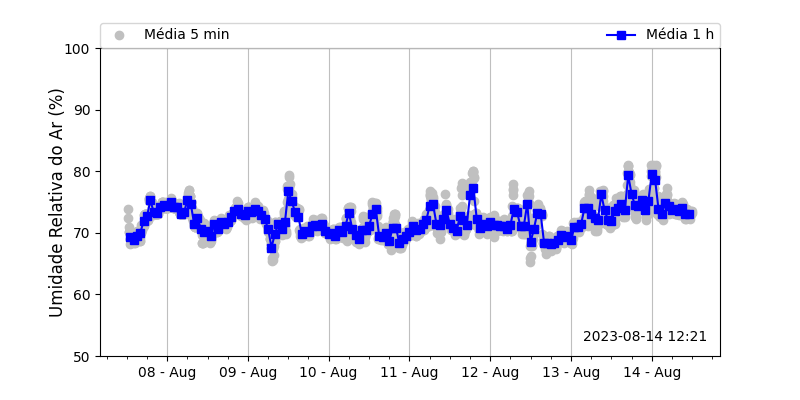 Média 5 min
Média 1 h
Umidade Relativa do Ar (%)
100
90
80
70
60
50
2023-08-14 12:21
08 - Aug
09 - Aug
10 - Aug
11 - Aug
12 - Aug
13 - Aug
14 - Aug